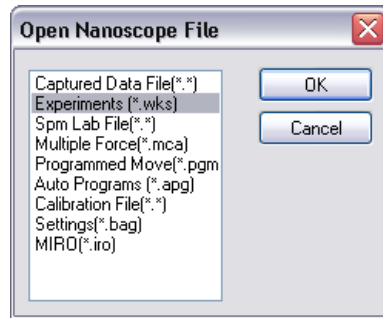 Open Nanoscope File
Captured Data File(*.*)
Experiments (*.wks)
Spm Lab File(*.*)
Multiple Force(*.mca)
Programmed Move(*.pgm
Auto Programs (*.apg)
Calibration File(*.*)
Settings(*.bag)
MIRO(*.iro)
OK
Cancel